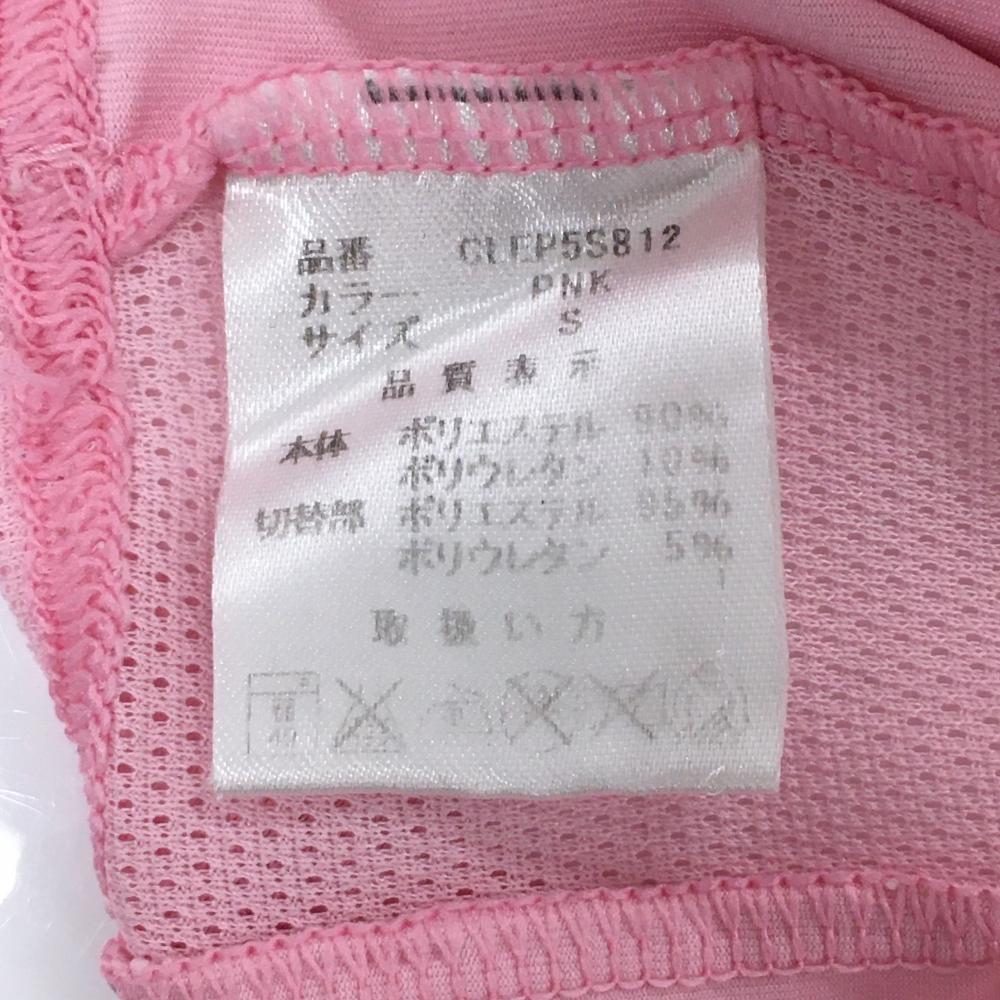 品番 CLEP5S812
カラー PNK
サイズ S
品質表示
本体 ポリエステル 90%
ポリウレタン 10%
切替部 ポリエステル 95%
ポリウレタン 5%
取扱い方